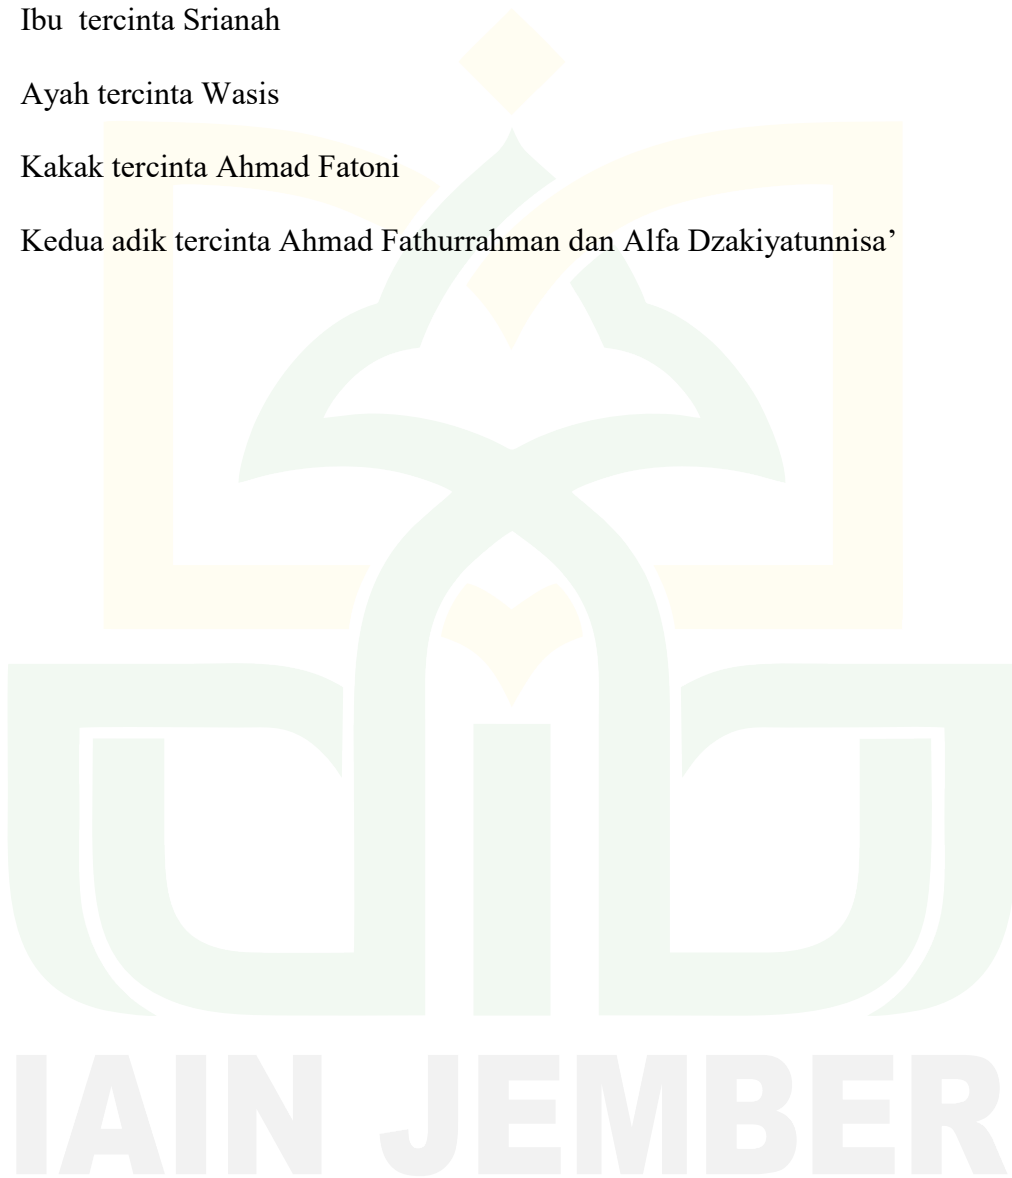 Ibu  tercinta Srianah
Ayah tercinta Wasis
Kakak tercinta Ahmad Fatoni
Kedua adik tercinta Ahmad Fathurrahman dan Alfa Dzakiyatunnisa’
IAIN JEMBER